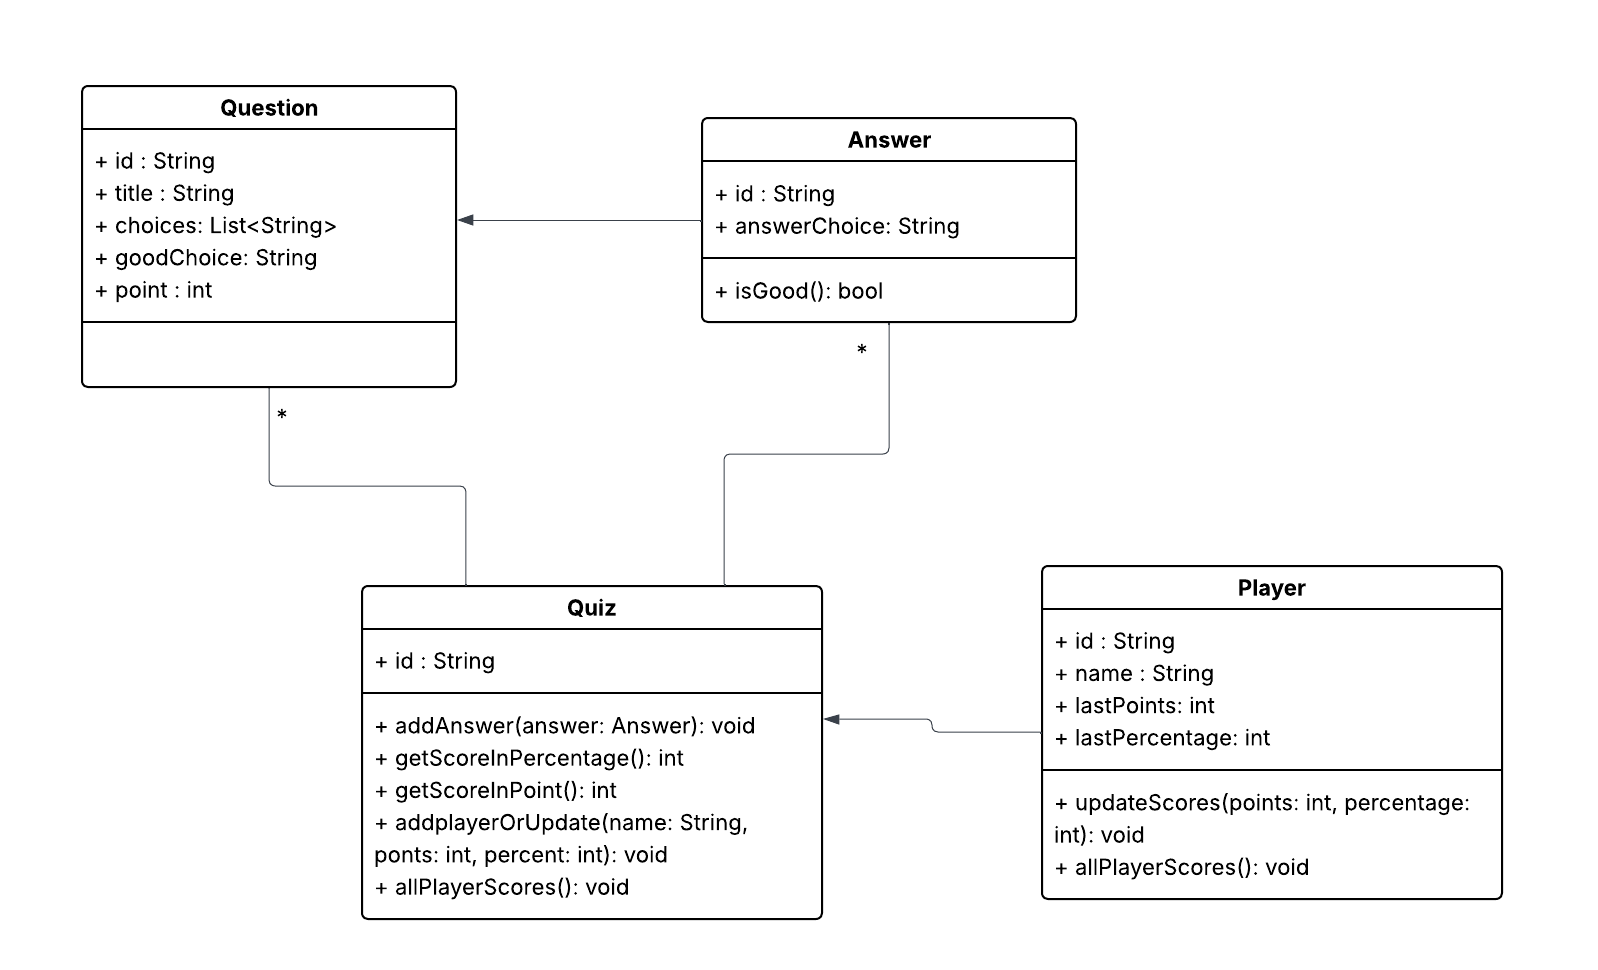 Question
+ id : String
+ title : String
+ choices: List<String>
+ goodChoice: String
+ point : int
*
Answer
+ id : String
+ answerChoice: String
+ isGood(): bool
*
Quiz
+ id : String
+ addAnswer(answer: Answer): void
+ getScoreInPercentage(): int
+ getScoreInPoint(): int
+ addplayerOrUpdate(name: String,
ponts: int, percent: int): void
+ allPlayerScores(): void
Player
+ id : String
+ name : String
+ lastPoints: int
+ lastPercentage: int
+ updateScores(points: int, percentage:
int): void
+ allPlayerScores(): void